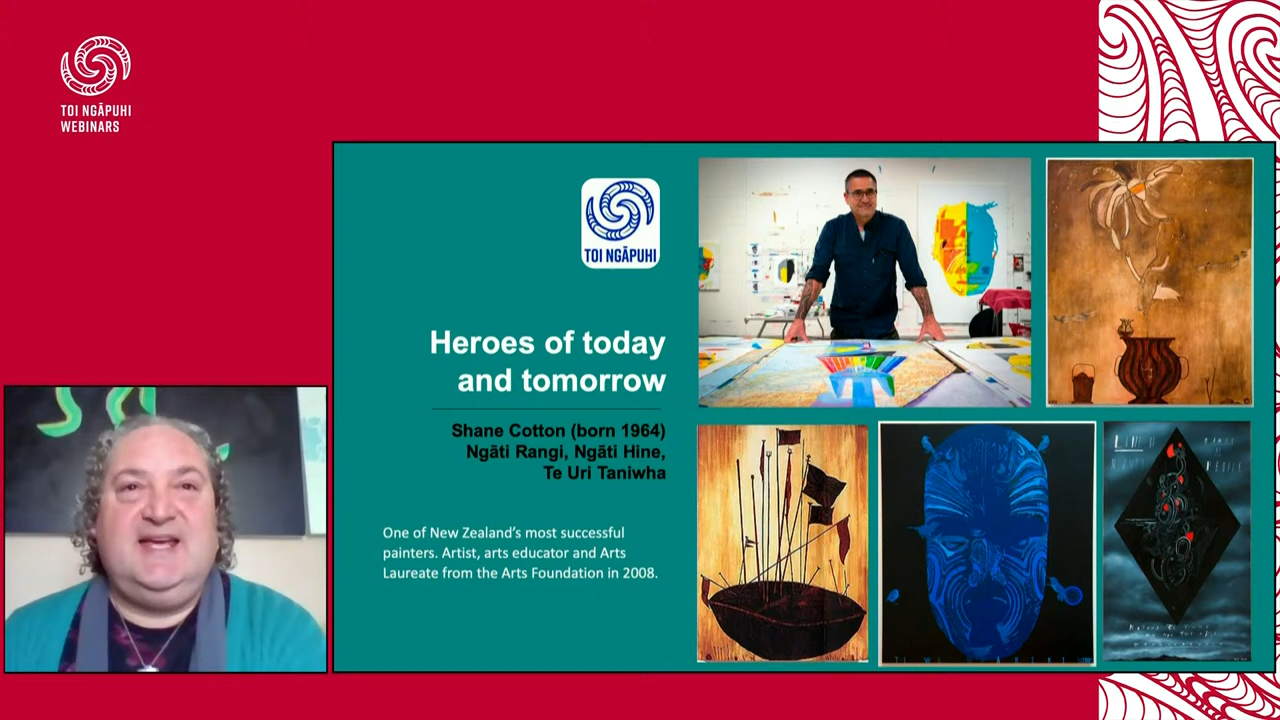 TOI NGĀPUHI
WEBINARS
TOI NGĀPUHI
Heroes of today
and tomorrow
Shane Cotton (born 1964)
Ngāti Rangi, Ngāti Hine,
Te Uri Taniwha
One of New Zealand's most successful
painters. Artist, arts educator and Arts
Laureate from the Arts Foundation in 2008.